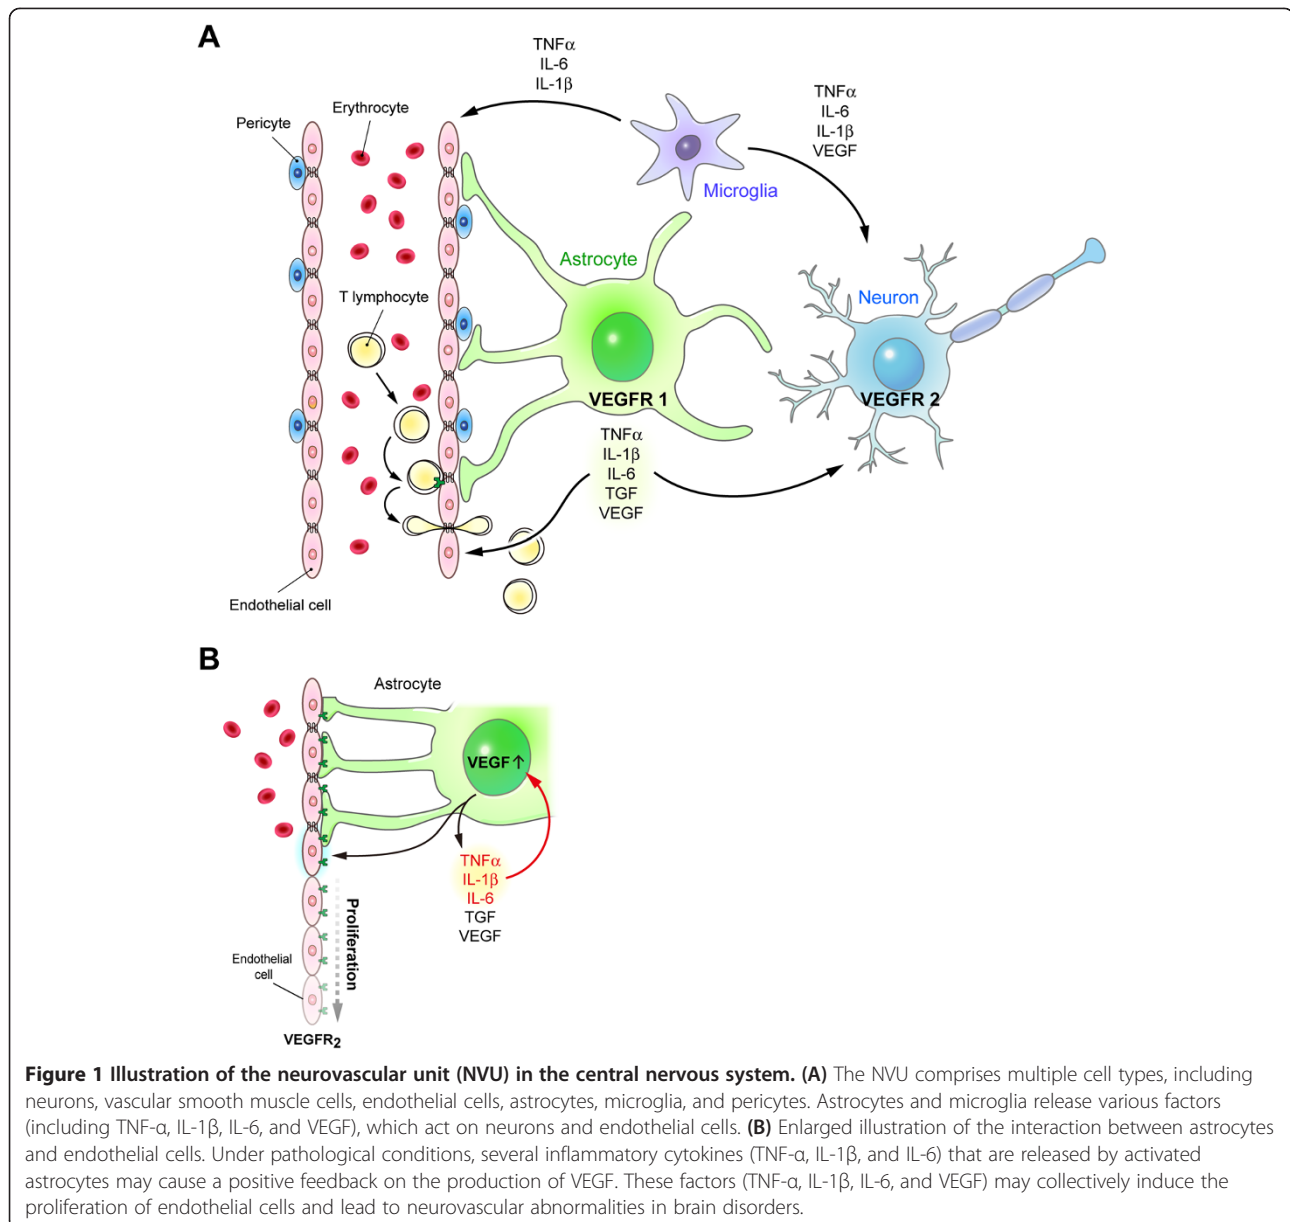 A
TNFα
IL-6
IL-1β
TNFα
IL-6
IL-1β
VEGF
Erythrocyte
Pericyte
Microglia
Astrocyte
T lymphocyte
Neuron
VEGFR 1
VEGFR 2
TNFα
IL-1β
IL-6
TGF
VEGF
Endothelial cell
B
Astrocyte
VEGF↑
TNFα
IL-1β
IL-6
TGF
VEGF
Proliferation
Endothelial
cell
VEGFR2
Figure 1 Illustration of the neurovascular unit (NVU) in the central nervous system. (A) The NVU comprises multiple cell types, including
neurons, vascular smooth muscle cells, endothelial cells, astrocytes, microglia, and pericytes. Astrocytes and microglia release various factors
(including TNF-α, IL-1β, IL-6, and VEGF), which act on neurons and endothelial cells. (B) Enlarged illustration of the interaction between astrocytes
and endothelial cells. Under pathological conditions, several inflammatory cytokines (TNF-α, IL-1β, and IL-6) that are released by activated
astrocytes may cause a positive feedback on the production of VEGF. These factors (TNF-α, IL-1β, IL-6, and VEGF) may collectively induce the
proliferation of endothelial cells and lead to neurovascular abnormalities in brain disorders.